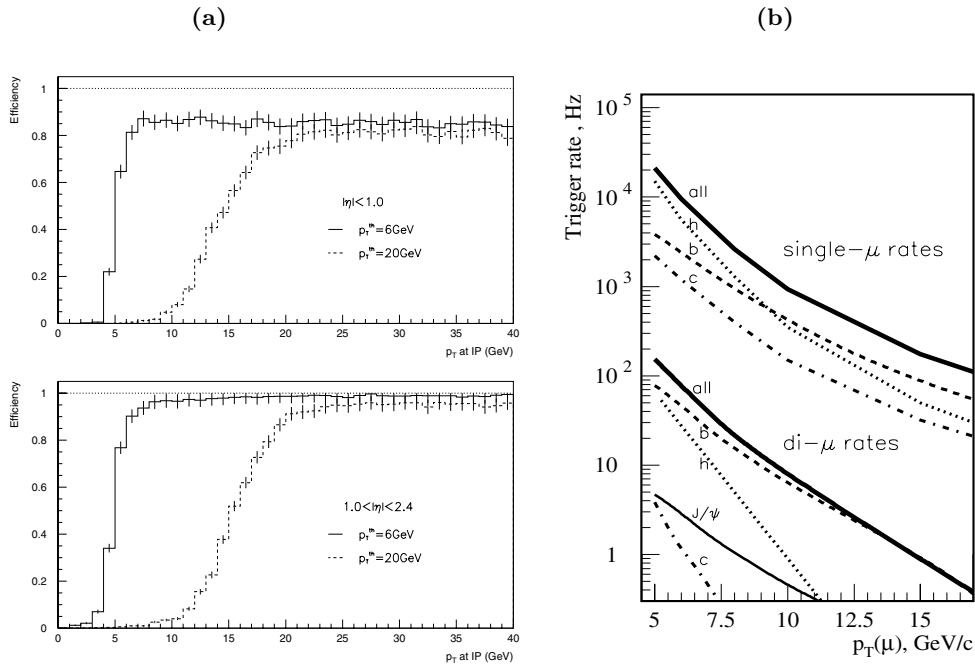 (a)
(b)
Efficiency
1
0.8
0.6
0.4
0.2
0
|η|<1.0
p_T^th=6GeV
p_T^th=20GeV
0 5 10 15 20 25 30 35 40
p_T at IP (GeV)
Efficiency
1
0.8
0.6
0.4
0.2
0
1.0<|η|<2.4
p_T^th=6GeV
p_T^th=20GeV
0 5 10 15 20 25 30 35 40
p_T at IP (GeV)
Trigger rate , Hz
10^5
10^4
10^3
10^2
10
1
all
h
b
c
single-μ rates
all
b
h
di-μ rates
J/ψ
c
5 7.5 10 12.5 15
p_T(μ), GeV/c